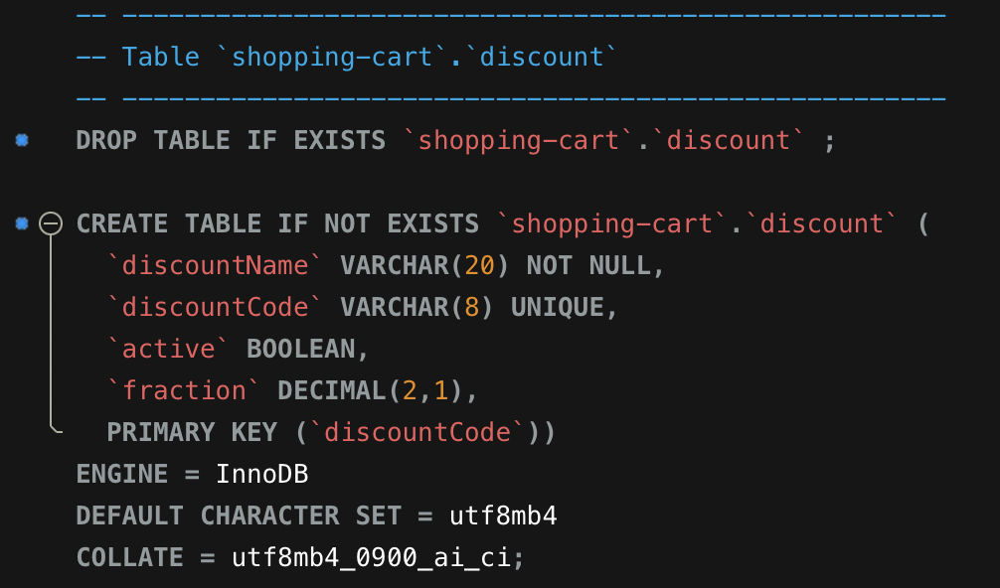 -- -----------------------------------------------------
-- Table `shopping-cart`.`discount`
-- -----------------------------------------------------
DROP TABLE IF EXISTS `shopping-cart`.`discount` ;
CREATE TABLE IF NOT EXISTS `shopping-cart`.`discount` (
  `discountName` VARCHAR(20) NOT NULL,
  `discountCode` VARCHAR(8) UNIQUE,
  `active` BOOLEAN,
  `fraction` DECIMAL(2,1),
  PRIMARY KEY (`discountCode`))
ENGINE = InnoDB
DEFAULT CHARACTER SET = utf8mb4
COLLATE = utf8mb4_0900_ai_ci;